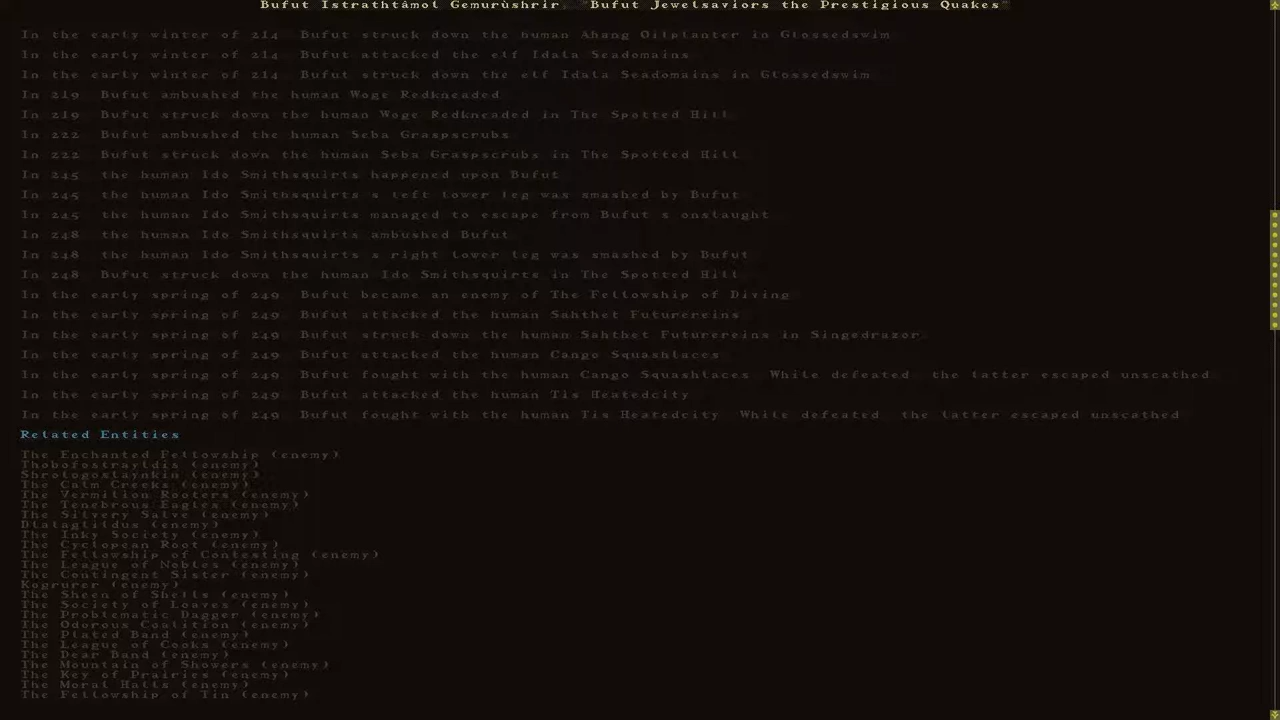 Bufut Istrathtâmol Gemurùshrir, "Bufut Jewelsaviors the Prestigious Quakes"
In the early winter of 214, Bufut struck down the human Ahang Oilplanter in Glossedswim
In the early winter of 214, Bufut attacked the elf Idala Seadomains
In the early winter of 214, Bufut struck down the elf Idala Seadomains in Glossedswim
In 219, Bufut ambushed the human Woge Redkneaded
In 219, Bufut struck down the human Woge Redkneaded in The Spotted Hill
In 222, Bufut ambushed the human Seba Graspscrubs
In 222, Bufut struck down the human Seba Graspscrubs in The Spotted Hill
In 245, the human Ido Smithsquirts happened upon Bufut
In 245, the human Ido Smithsquirts's left lower leg was smashed by Bufut
In 245, the human Ido Smithsquirts managed to escape from Bufut's onslaught
In 248, the human Ido Smithsquirts ambushed Bufut
In 248, the human Ido Smithsquirts's right lower leg was smashed by Bufut
In 248, Bufut struck down the human Ido Smithsquirts in The Spotted Hill
In the early spring of 249, Bufut became an enemy of The Fellowship of Diving
In the early spring of 249, Bufut attacked the human Sahthet Futurereins
In the early spring of 249, Bufut struck down the human Sahthet Futurereins in Singedrazor
In the early spring of 249, Bufut attacked the human Cango Squashlaces
In the early spring of 249, Bufut fought with the human Cango Squashlaces. While defeated, the latter escaped unscathed
In the early spring of 249, Bufut attacked the human Tis Heatedcity
In the early spring of 249, Bufut fought with the human Tis Heatedcity. While defeated, the latter escaped unscathed
Related Entities
The Enchanted Fellowship (enemy)
Thobofostrayldis (enemy)
Shrologoslaynkin (enemy)
The Calm Creeks (enemy)
The Vermilion Rooters (enemy)
The Tenebrous Eagles (enemy)
The Silvery Salve (enemy)
Dlalaglildus (enemy)
The Inky Society (enemy)
The Cyclopean Root (enemy)
The Fellowship of Contesting (enemy)
The League of Nobles (enemy)
The Contingent Sister (enemy)
Kogrurer (enemy)
The Sheen of Shells (enemy)
The Society of Loaves (enemy)
The Problematic Dagger (enemy)
The Odorous Coalition (enemy)
The Plated Band (enemy)
The League of Cooks (enemy)
The Dear Band (enemy)
The Mountain of Showers (enemy)
The Key of Prairies (enemy)
The Moral Halls (enemy)
The Fellowship of Tin (enemy)